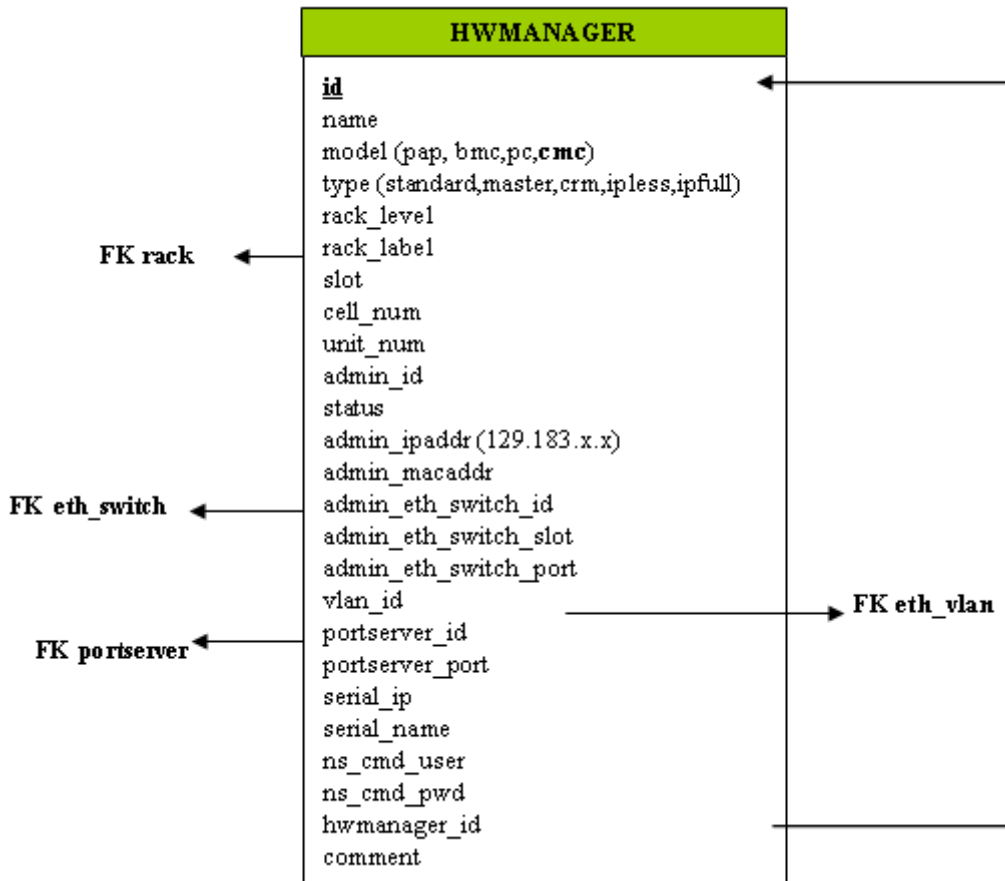 HWMANAGER
id
name
model (pap, bmc,pc,cmc)
type (standard,master,crm,ipless,ipfull)
rack_level
rack_label
FK rack
slot
cell_num
unit_num
admin_id
status
admin_ipaddr (129.183.x.x)
admin_macaddr
admin_eth_switch_id
FK eth_switch
admin_eth_switch_slot
admin_eth_switch_port
vlan_id
FK eth_vlan
portserver_id
FK portserver
portserver_port
serial_ip
serial_name
ns_cmd_user
ns_cmd_pwd
hwmanager_id
comment